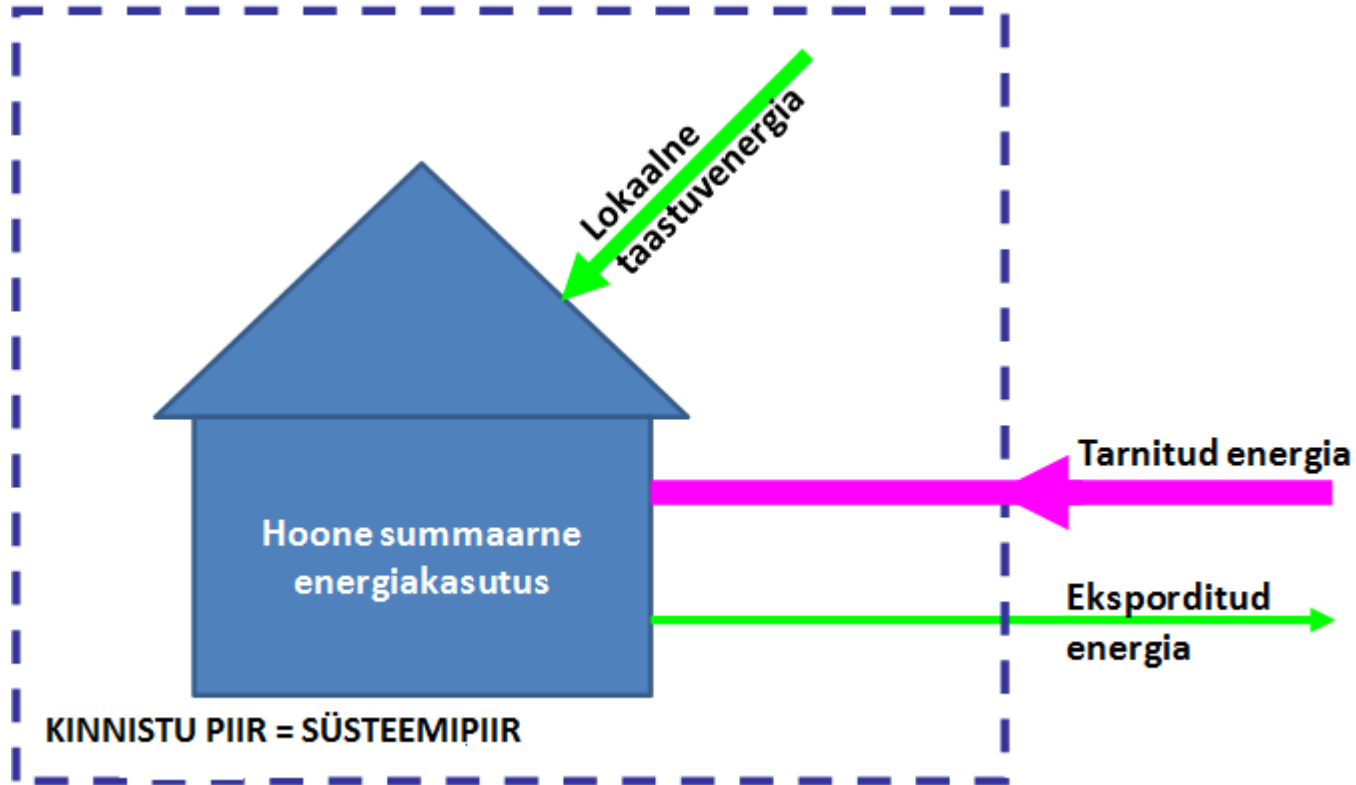 Lokaalne
taastuvenergia
Tarnitud energia
Hoone summaarne
energiakasutus
Eksporditud
energia
KINNISTU PIIR = SÜSTEEMIPIIR